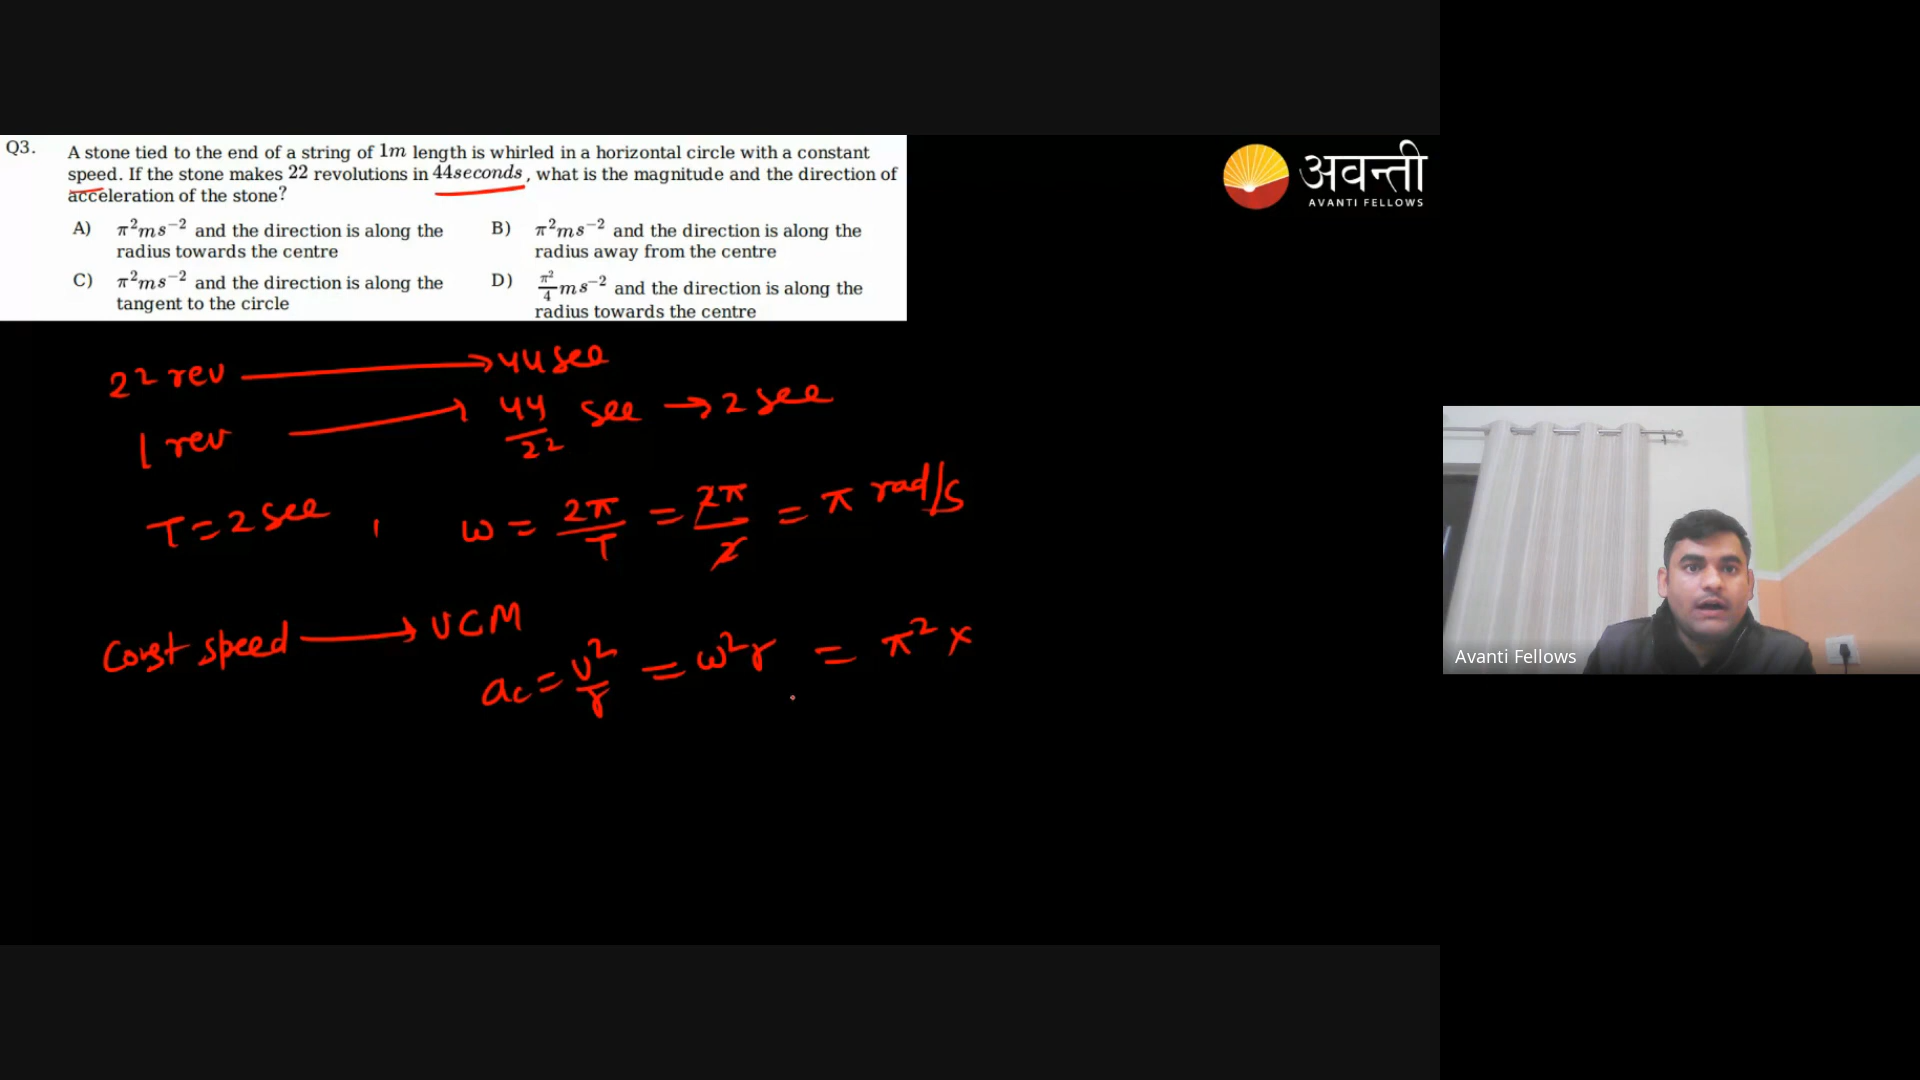 Q3. A stone tied to the end of a string of 1m length is whirled in a horizontal circle with a constant
speed. If the stone makes 22 revolutions in 44seconds, what is the magnitude and the direction of
acceleration of the stone?
A) π²ms⁻² and the direction is along the
radius towards the centre
B) π²ms⁻² and the direction is along the
radius away from the centre
C) π²ms⁻² and the direction is along the
tangent to the circle
D) π²/4 ms⁻² and the direction is along the
radius towards the centre
अवन्ती
AVANTI FELLOWS
22 rev → 44 sec
1 rev → 44/22 sec → 2 sec
T = 2 sec , ω = 2π/T = 2π/2 = π rad/s
Const speed → UCM
ac = v²/r = ω²r = π² x
Avanti Fellows